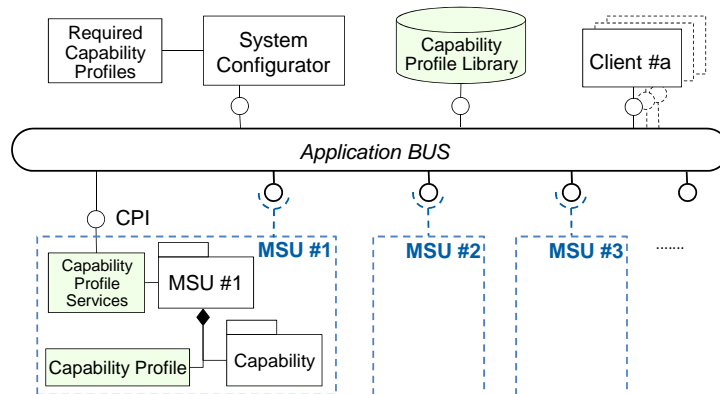 Required
Capability
Profiles
System
Configurator
Capability
Profile Library
Client #a
Application BUS
CPI
MSU #1
MSU #2
MSU #3
.......
Capability
Profile
Services
MSU #1
Capability Profile
Capability